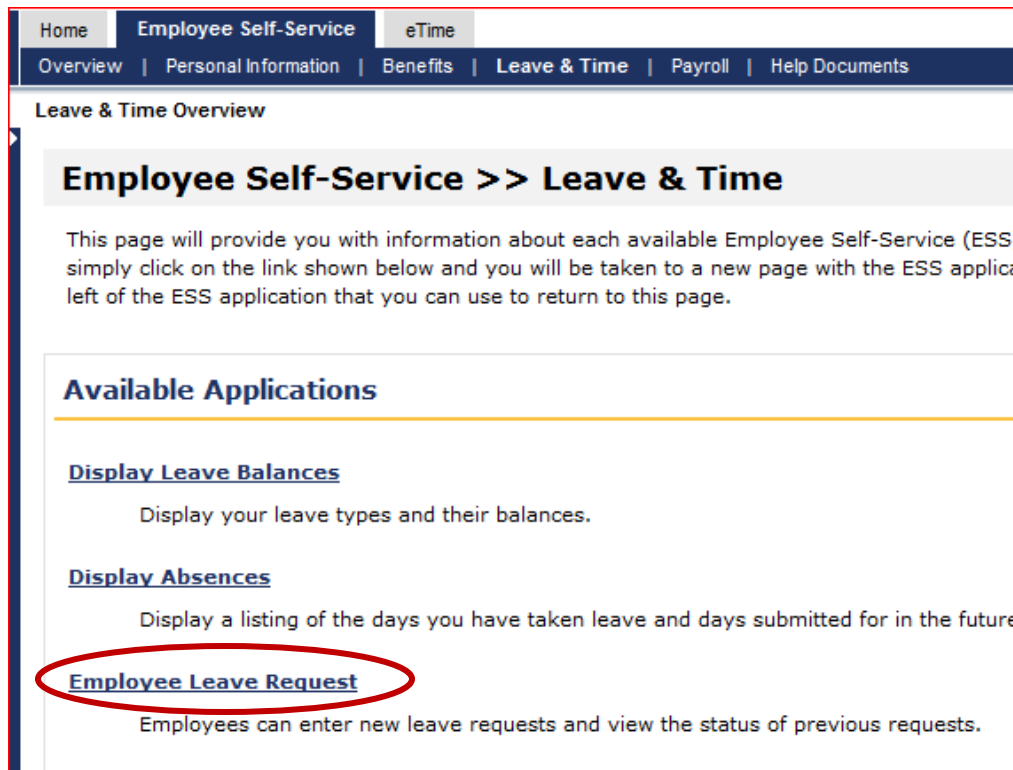 Home Employee Self-Service eTime
Overview | Personal Information | Benefits | Leave & Time | Payroll | Help Documents
Leave & Time Overview
Employee Self-Service >> Leave & Time
This page will provide you with information about each available Employee Self-Service (ESS
simply click on the link shown below and you will be taken to a new page with the ESS applica
left of the ESS application that you can use to return to this page.
Available Applications
Display Leave Balances
Display your leave types and their balances.
Display Absences
Display a listing of the days you have taken leave and days submitted for in the future
Employee Leave Request
Employees can enter new leave requests and view the status of previous requests.